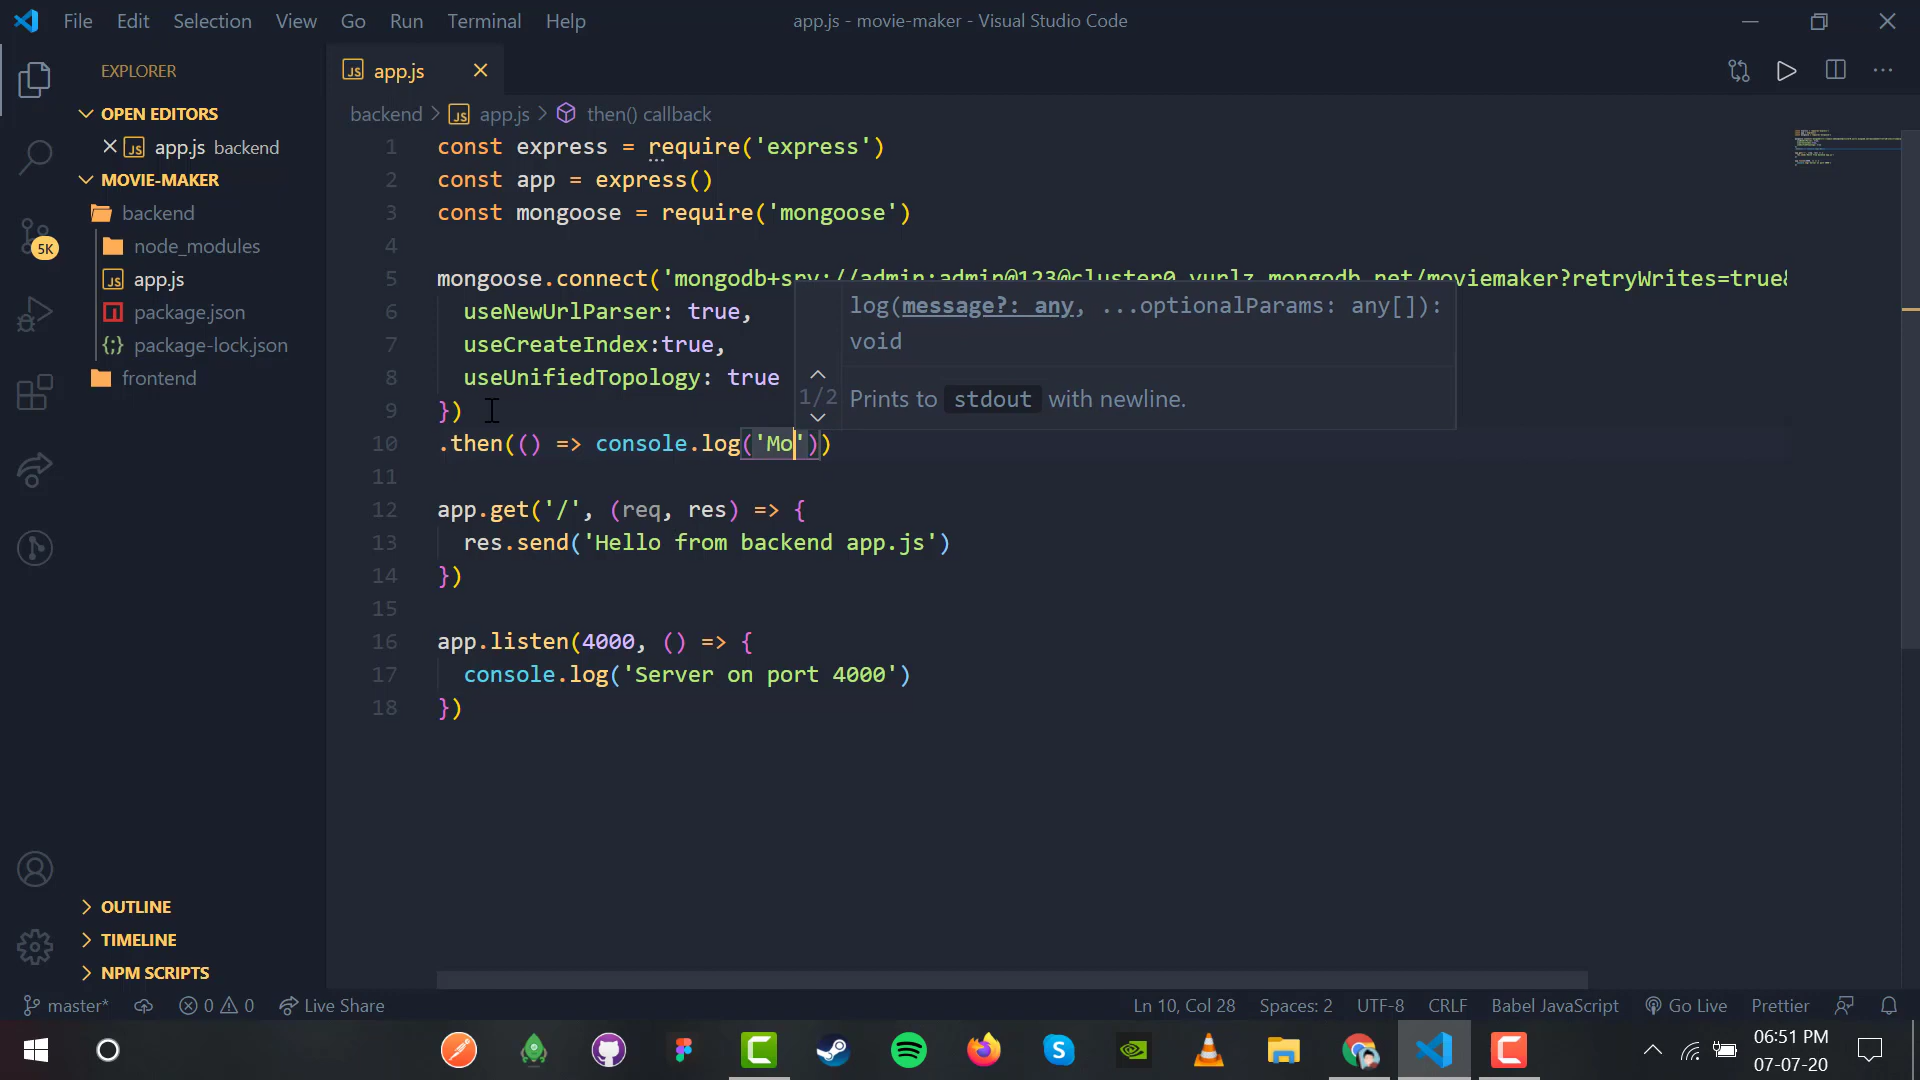 File Edit Selection View Go Run Terminal Help
app.js - movie-maker - Visual Studio Code
EXPLORER
OPEN EDITORS
app.js backend
MOVIE-MAKER
backend
node_modules
app.js
package.json
package-lock.json
frontend
5K
OUTLINE
TIMELINE
NPM SCRIPTS
JS app.js
backend > JS app.js > then() callback
1 const express = require('express')
2 const app = express()
3 const mongoose = require('mongoose')
4
5 mongoose.connect('mongodb+srv://admin:admin@123@cluster0.vurlz.mongodb.net/moviemaker?retryWrites=true&
6 useNewUrlParser: true,
7 useCreateIndex:true,
8 useUnifiedTopology: true
9 })
10 .then(() => console.log('Mo'))
11
12 app.get('/', (req, res) => {
13 res.send('Hello from backend app.js')
14 })
15
16 app.listen(4000, () => {
17 console.log('Server on port 4000')
18 })
log(message?: any, ...optionalParams: any[]):
void
1/2
Prints to stdout with newline.
master* 0 0 Live Share
Ln 10, Col 28 Spaces: 2 UTF-8 CRLF Babel JavaScript Go Live Prettier
06:51 PM
07-07-20